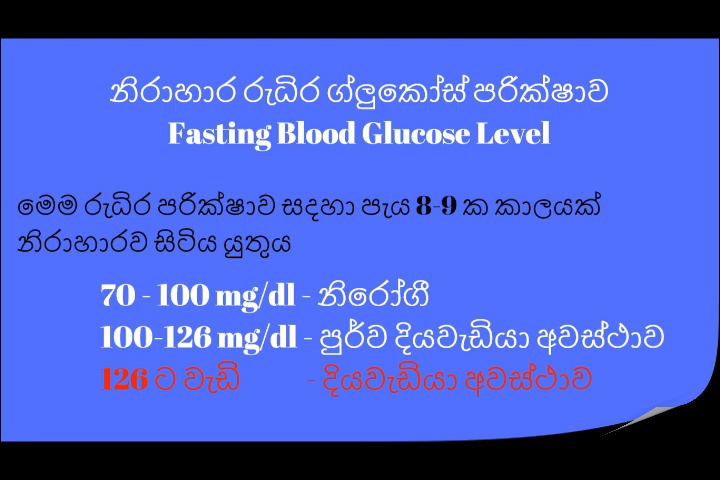 නිරාහාර රුධිර ග්ලුකෝස් පරික්ෂාව
Fasting Blood Glucose Level
මෙම රුධිර පරික්ෂාව සදහා පැය 8-9 ක කාලයක්
නිරාහාරව සිටිය යුතුය
70 - 100 mg/dl - නිරෝගී
100-126 mg/dl - පුර්ව දියවැඩියා අවස්ථාව
126 ට වැඩි - දියවැඩියා අවස්ථාව